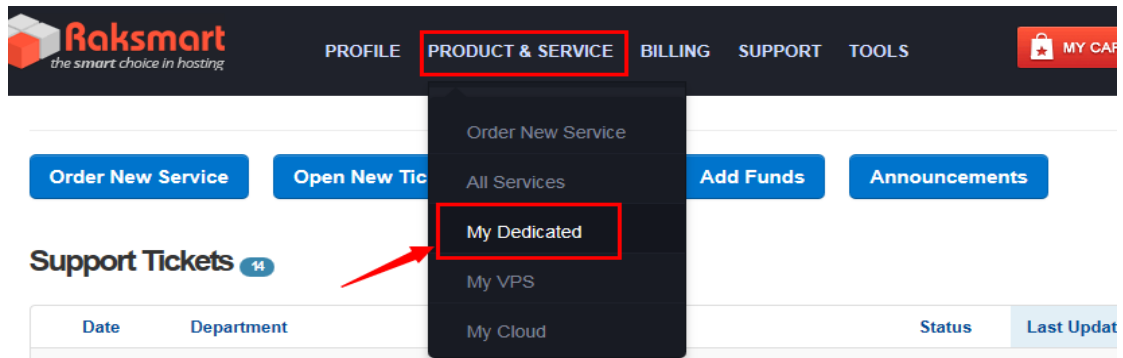 Raksmart
the smart choice in hosting
PROFILE PRODUCT & SERVICE BILLING SUPPORT TOOLS MY CAR
Order New Service
Order New Service Open New Tic Add Funds Announcements
All Services
My Dedicated
Support Tickets 14
My VPS
Date Department Status Last Updat
My Cloud